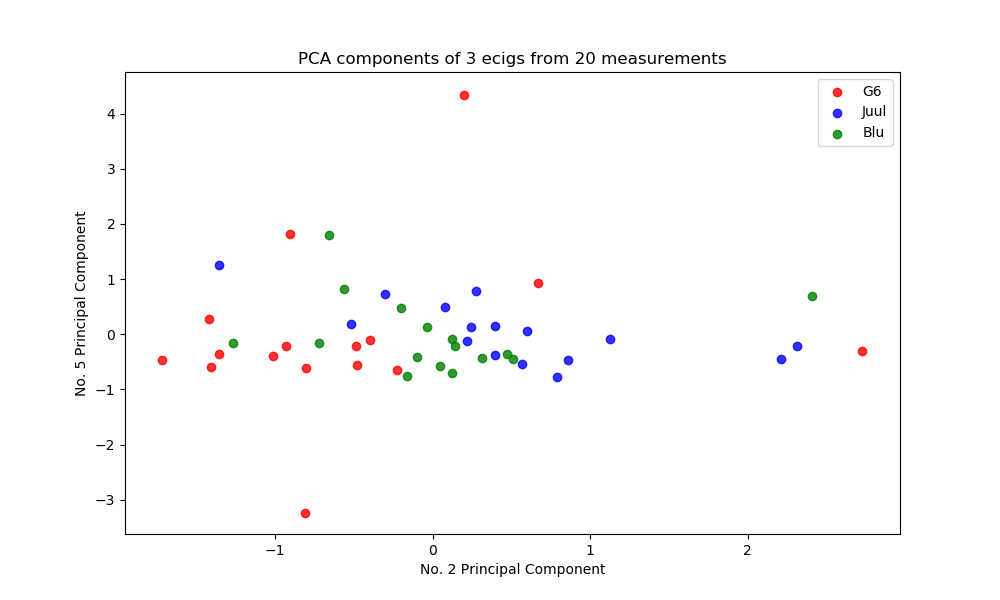 PCA components of 3 ecigs from 20 measurements
G6
Juul
Blu
4
3
2
1
0
−1
−2
−3
No. 5 Principal Component
−1 0 1 2
No. 2 Principal Component